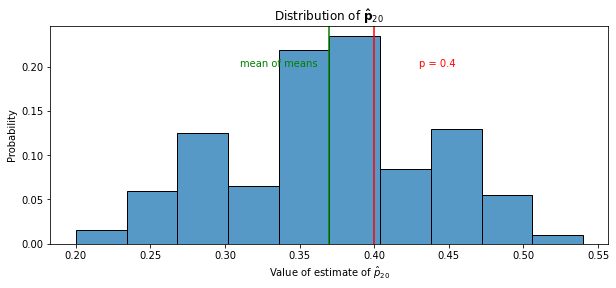 Distribution of p̂₂₀
0.20
0.15
0.10
0.05
0.00
Probability
mean of means
p = 0.4
0.20
0.25
0.30
0.35
0.40
0.45
0.50
0.55
Value of estimate of p̂₂₀